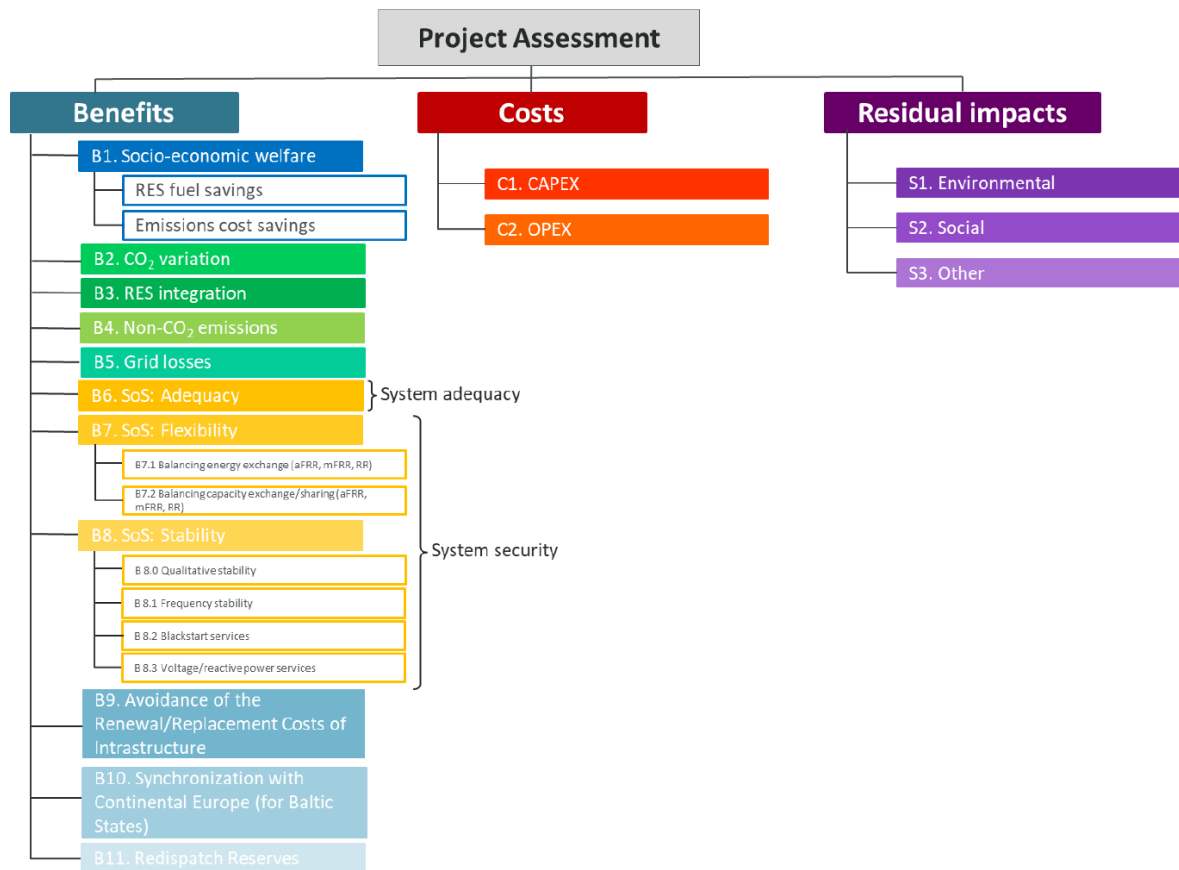 Project Assessment
Benefits
B1. Socio-economic welfare
RES fuel savings
Emissions cost savings
B2. CO₂ variation
B3. RES integration
B4. Non-CO₂ emissions
B5. Grid losses
B6. SoS: Adequacy
System adequacy
B7. SoS: Flexibility
B7.1 Balancing energy exchange (aFRR, mFRR, RR)
B7.2 Balancing capacity exchange/sharing (aFRR,
mFRR, RR)
B8. SoS: Stability
B 8.0 Qualitative stability
B 8.1 Frequency stability
B 8.2 Blackstart services
B 8.3 Voltage/reactive power services
System security
B9. Avoidance of the
Renewal/Replacement Costs of
Intrastructure
B10. Synchronization with
Continental Europe (for Baltic
States)
B11. Redispatch Reserves
Costs
C1. CAPEX
C2. OPEX
Residual impacts
S1. Environmental
S2. Social
S3. Other